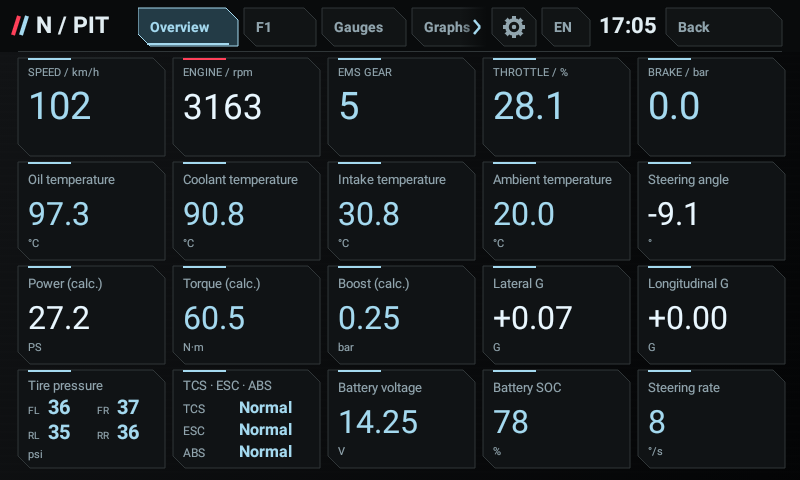 N / PIT Overview F1 Gauges Graphs EN 17:05 Back
SPEED / km/h ENGINE / rpm EMS GEAR THROTTLE / % BRAKE / bar
102 3163 5 28.1 0.0
Oil temperature Coolant temperature Intake temperature Ambient temperature Steering angle
97.3 90.8 30.8 20.0 -9.1
°C °C °C °C °
Power (calc.) Torque (calc.) Boost (calc.) Lateral G Longitudinal G
27.2 60.5 0.25 +0.07 +0.00
PS N·m bar G G
Tire pressure TCS · ESC · ABS Battery voltage Battery SOC Steering rate
FL 36 FR 37 TCS Normal
RL 35 RR 36 ESC Normal 14.25 78 8
psi ABS Normal V % °/s